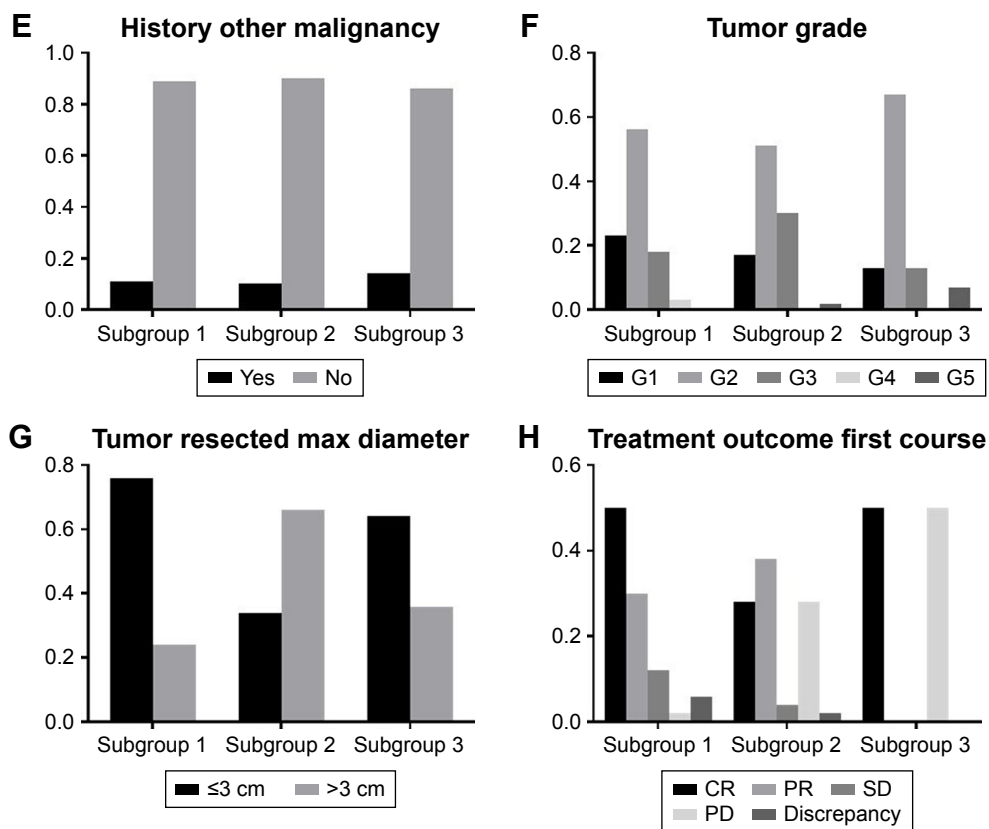 E History other malignancy
1.0
0.8
0.6
0.4
0.2
0.0
Subgroup 1 Subgroup 2 Subgroup 3
Yes No
F Tumor grade
0.8
0.6
0.4
0.2
0.0
Subgroup 1 Subgroup 2 Subgroup 3
G1 G2 G3 G4 G5
G Tumor resected max diameter
0.8
0.6
0.4
0.2
0.0
Subgroup 1 Subgroup 2 Subgroup 3
≤3 cm >3 cm
H Treatment outcome first course
0.6
0.4
0.2
0.0
Subgroup 1 Subgroup 2 Subgroup 3
CR PR SD
PD Discrepancy